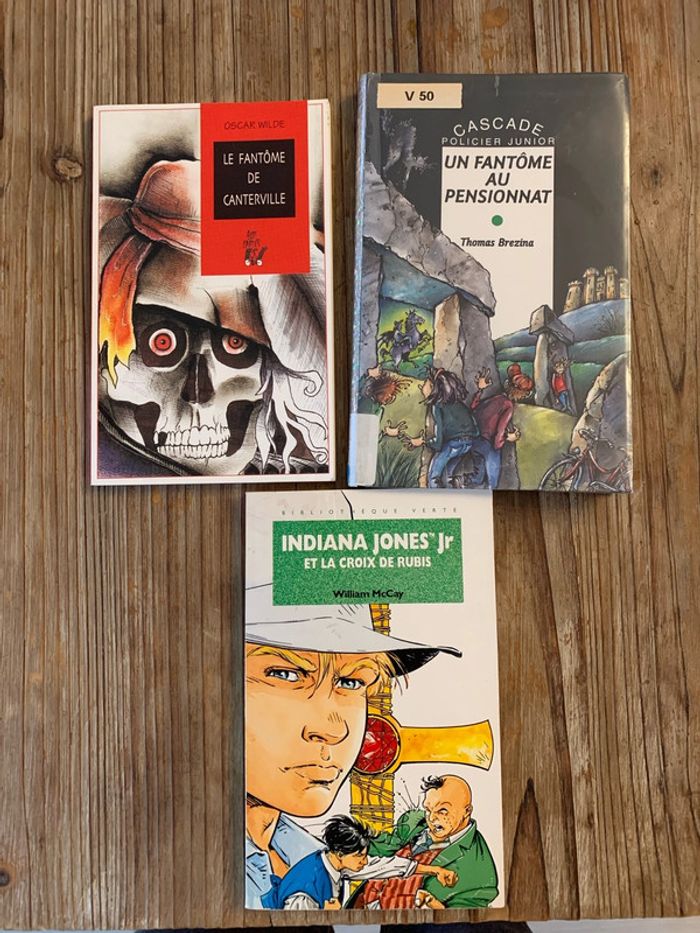 OSCAR WILDE
LE FANTÔME
DE
CANTERVILLE
V 50
CASCADE
POLICIER JUNIOR
UN FANTÔME
AU
PENSIONNAT
Thomas Brezina
BIBLIOTHÈQUE VERTE
INDIANA JONES™ Jr
ET LA CROIX DE RUBIS
William McCay